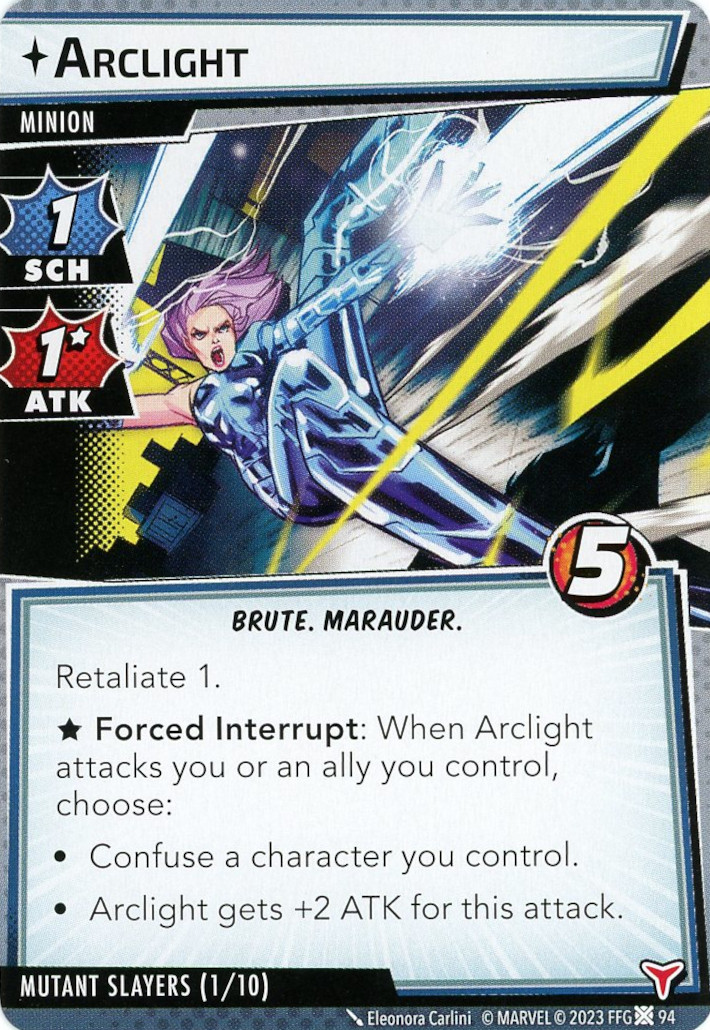 ARCLIGHT
MINION
1
SCH
1★
ATK
5
BRUTE. MARAUDER.
Retaliate 1.
★ Forced Interrupt: When Arclight
attacks you or an ally you control,
choose:
• Confuse a character you control.
• Arclight gets +2 ATK for this attack.
MUTANT SLAYERS (1/10)
Eleonora Carlini © MARVEL © 2023 FFG 94